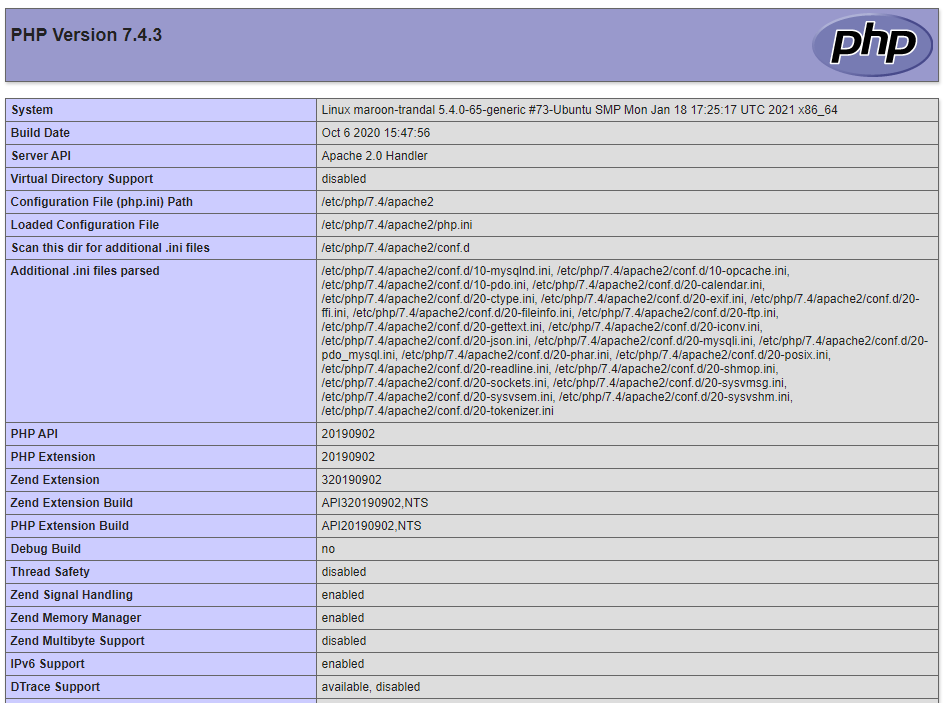 PHP Version 7.4.3
php
System Linux maroon-trandal 5.4.0-65-generic #73-Ubuntu SMP Mon Jan 18 17:25:17 UTC 2021 x86_64
Build Date Oct 6 2020 15:47:56
Server API Apache 2.0 Handler
Virtual Directory Support disabled
Configuration File (php.ini) Path /etc/php/7.4/apache2
Loaded Configuration File /etc/php/7.4/apache2/php.ini
Scan this dir for additional .ini files /etc/php/7.4/apache2/conf.d
Additional .ini files parsed /etc/php/7.4/apache2/conf.d/10-mysqlnd.ini, /etc/php/7.4/apache2/conf.d/10-opcache.ini,
/etc/php/7.4/apache2/conf.d/10-pdo.ini, /etc/php/7.4/apache2/conf.d/20-calendar.ini,
/etc/php/7.4/apache2/conf.d/20-ctype.ini, /etc/php/7.4/apache2/conf.d/20-exif.ini, /etc/php/7.4/apache2/conf.d/20-
ffi.ini, /etc/php/7.4/apache2/conf.d/20-fileinfo.ini, /etc/php/7.4/apache2/conf.d/20-ftp.ini,
/etc/php/7.4/apache2/conf.d/20-gettext.ini, /etc/php/7.4/apache2/conf.d/20-iconv.ini,
/etc/php/7.4/apache2/conf.d/20-json.ini, /etc/php/7.4/apache2/conf.d/20-mysqli.ini, /etc/php/7.4/apache2/conf.d/20-
pdo_mysql.ini, /etc/php/7.4/apache2/conf.d/20-phar.ini, /etc/php/7.4/apache2/conf.d/20-posix.ini,
/etc/php/7.4/apache2/conf.d/20-readline.ini, /etc/php/7.4/apache2/conf.d/20-shmop.ini,
/etc/php/7.4/apache2/conf.d/20-sockets.ini, /etc/php/7.4/apache2/conf.d/20-sysvmsg.ini,
/etc/php/7.4/apache2/conf.d/20-sysvsem.ini, /etc/php/7.4/apache2/conf.d/20-sysvshm.ini,
/etc/php/7.4/apache2/conf.d/20-tokenizer.ini
PHP API 20190902
PHP Extension 20190902
Zend Extension 320190902
Zend Extension Build API320190902,NTS
PHP Extension Build API20190902,NTS
Debug Build no
Thread Safety disabled
Zend Signal Handling enabled
Zend Memory Manager enabled
Zend Multibyte Support disabled
IPv6 Support enabled
DTrace Support available, disabled